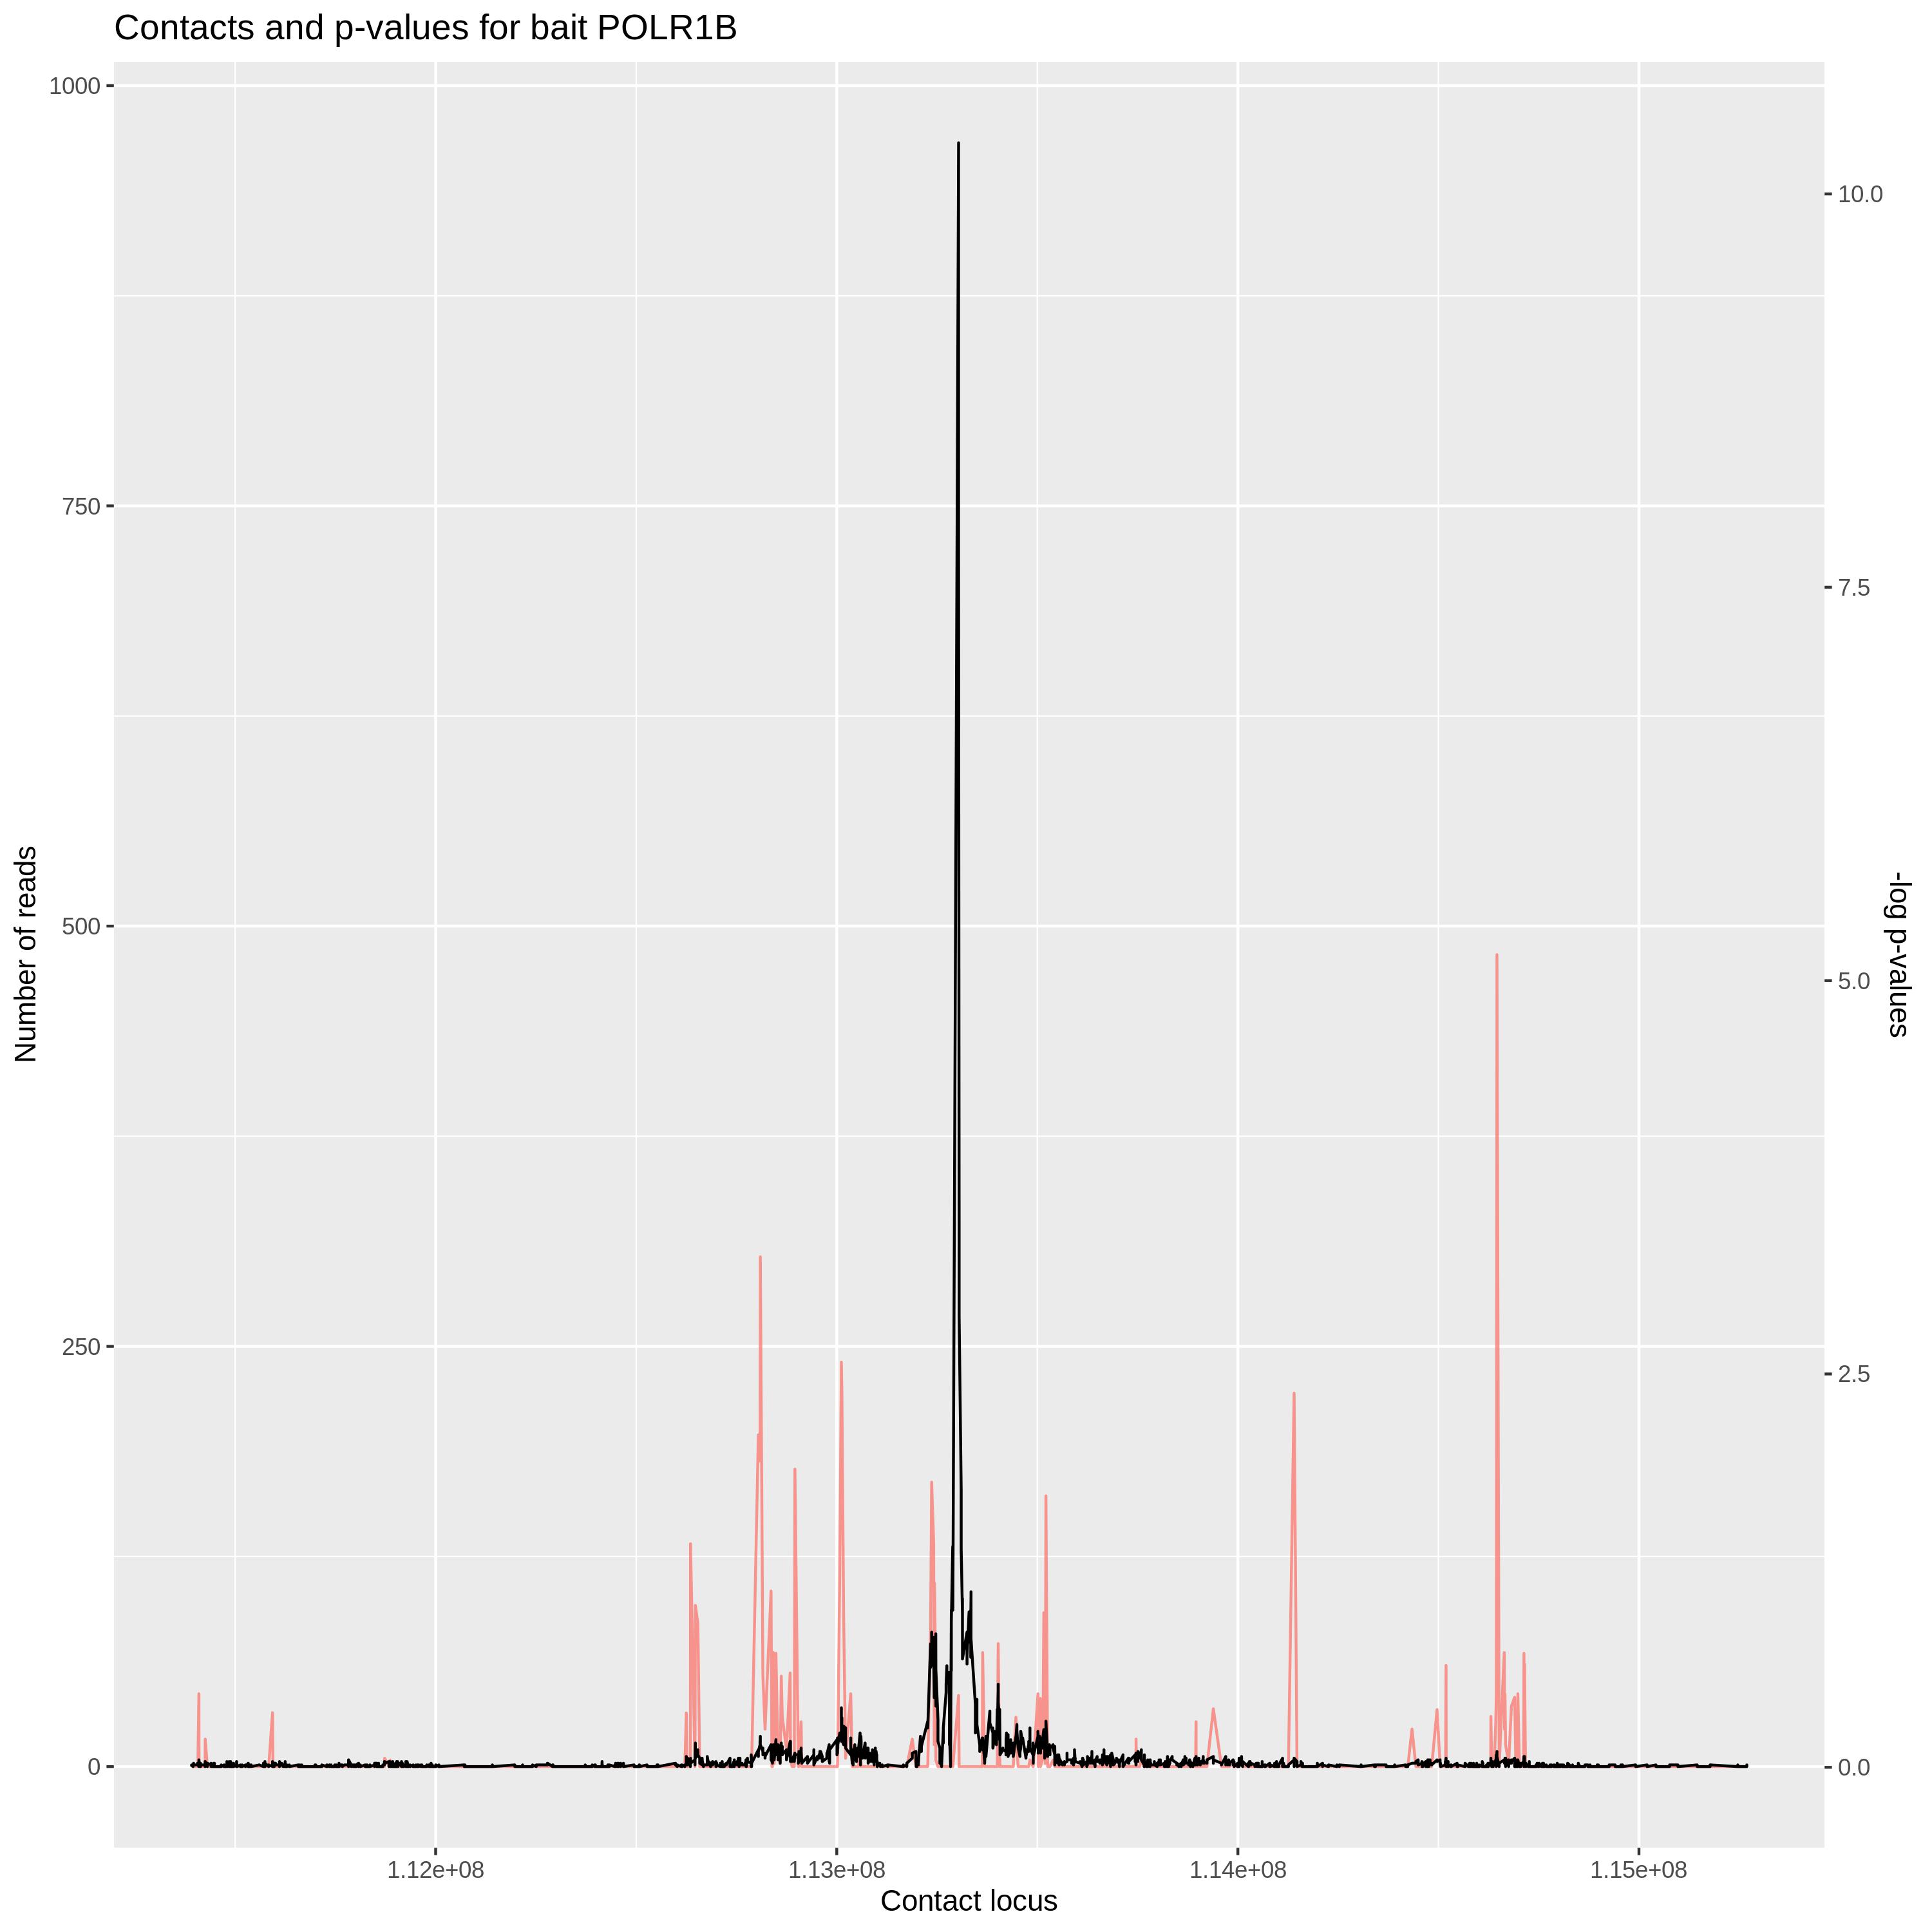 Contacts and p-values for bait POLR1B
1000
750
500
250
0
Number of reads
10.0
7.5
5.0
2.5
0.0
-log p-values
1.12e+08
1.13e+08
1.14e+08
1.15e+08
Contact locus